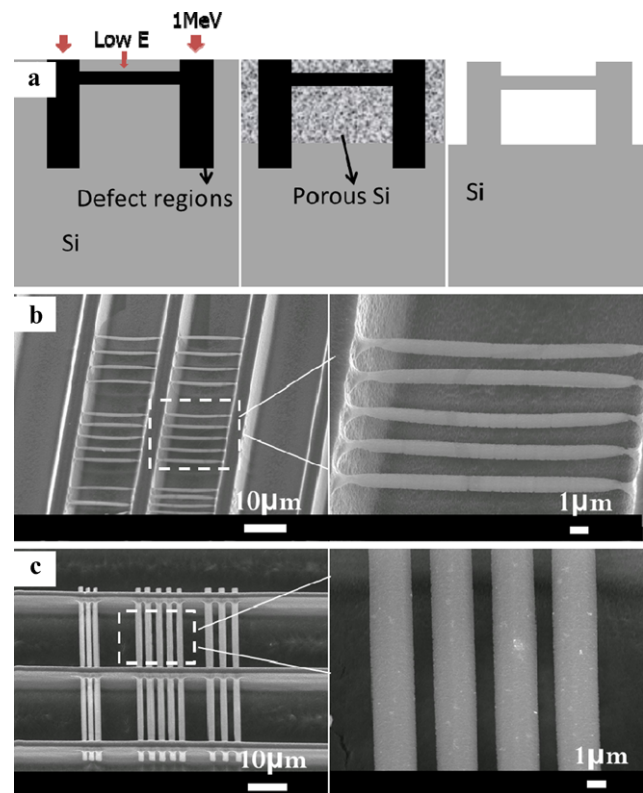 1MeV
Low E
a
Defect regions
Si
Porous Si
Si
b
10μm
1μm
c
10μm
1μm